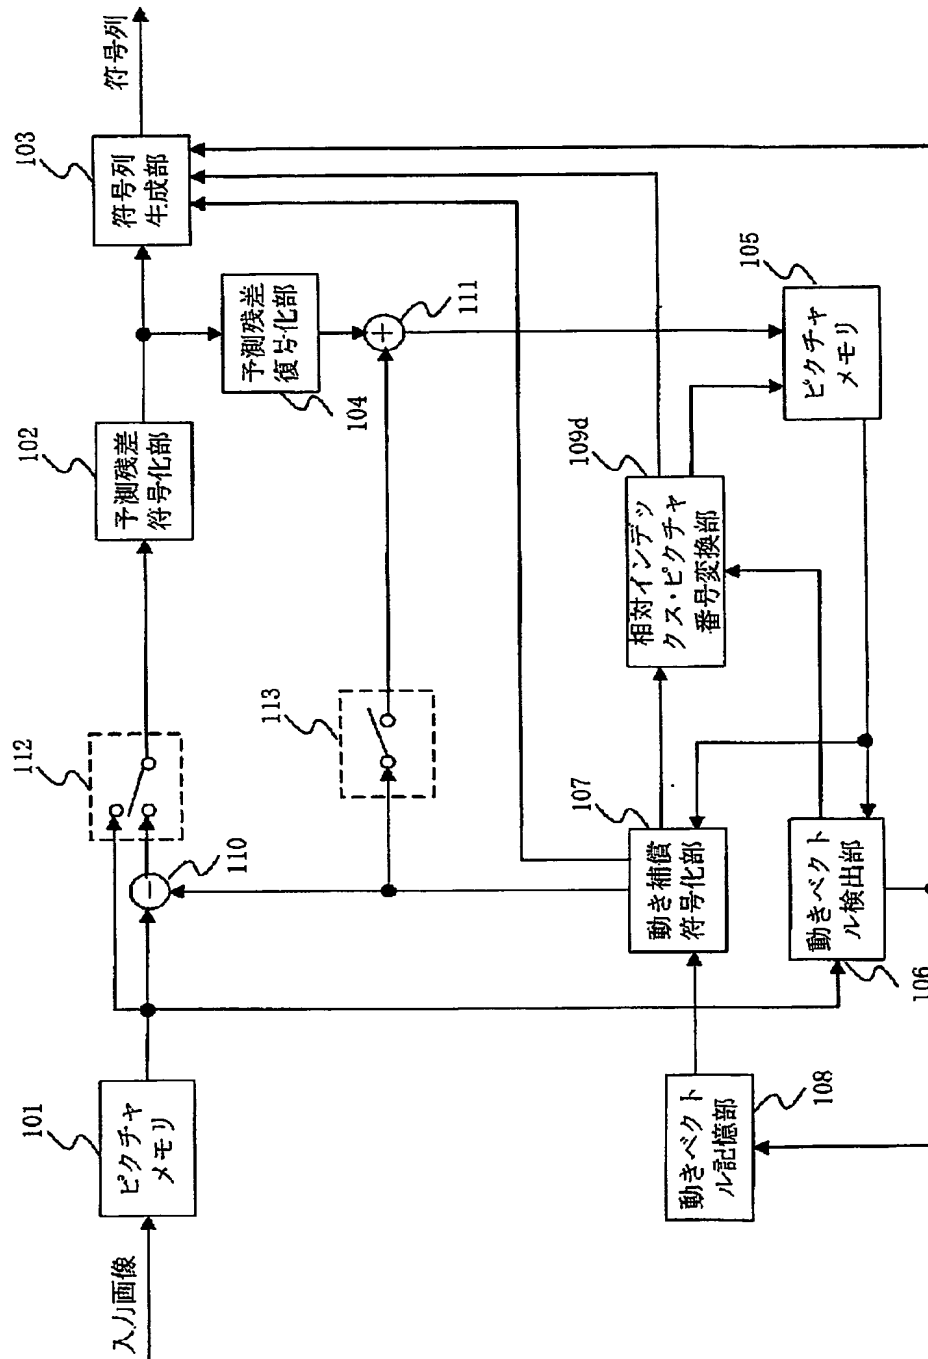 入力画像
101
ピクチャ
メモリ
110
112
102
予測残差
符号化部
103
符号列
生成部
符号列
予測残差
復号化部
104
111
113
108
動きベクト
ル記憶部
107
動き補償
符号化部
109d
相対インデッ
クス・ピクチャ
番号変換部
105
ピクチャ
メモリ
106
動きベクト
ル検出部